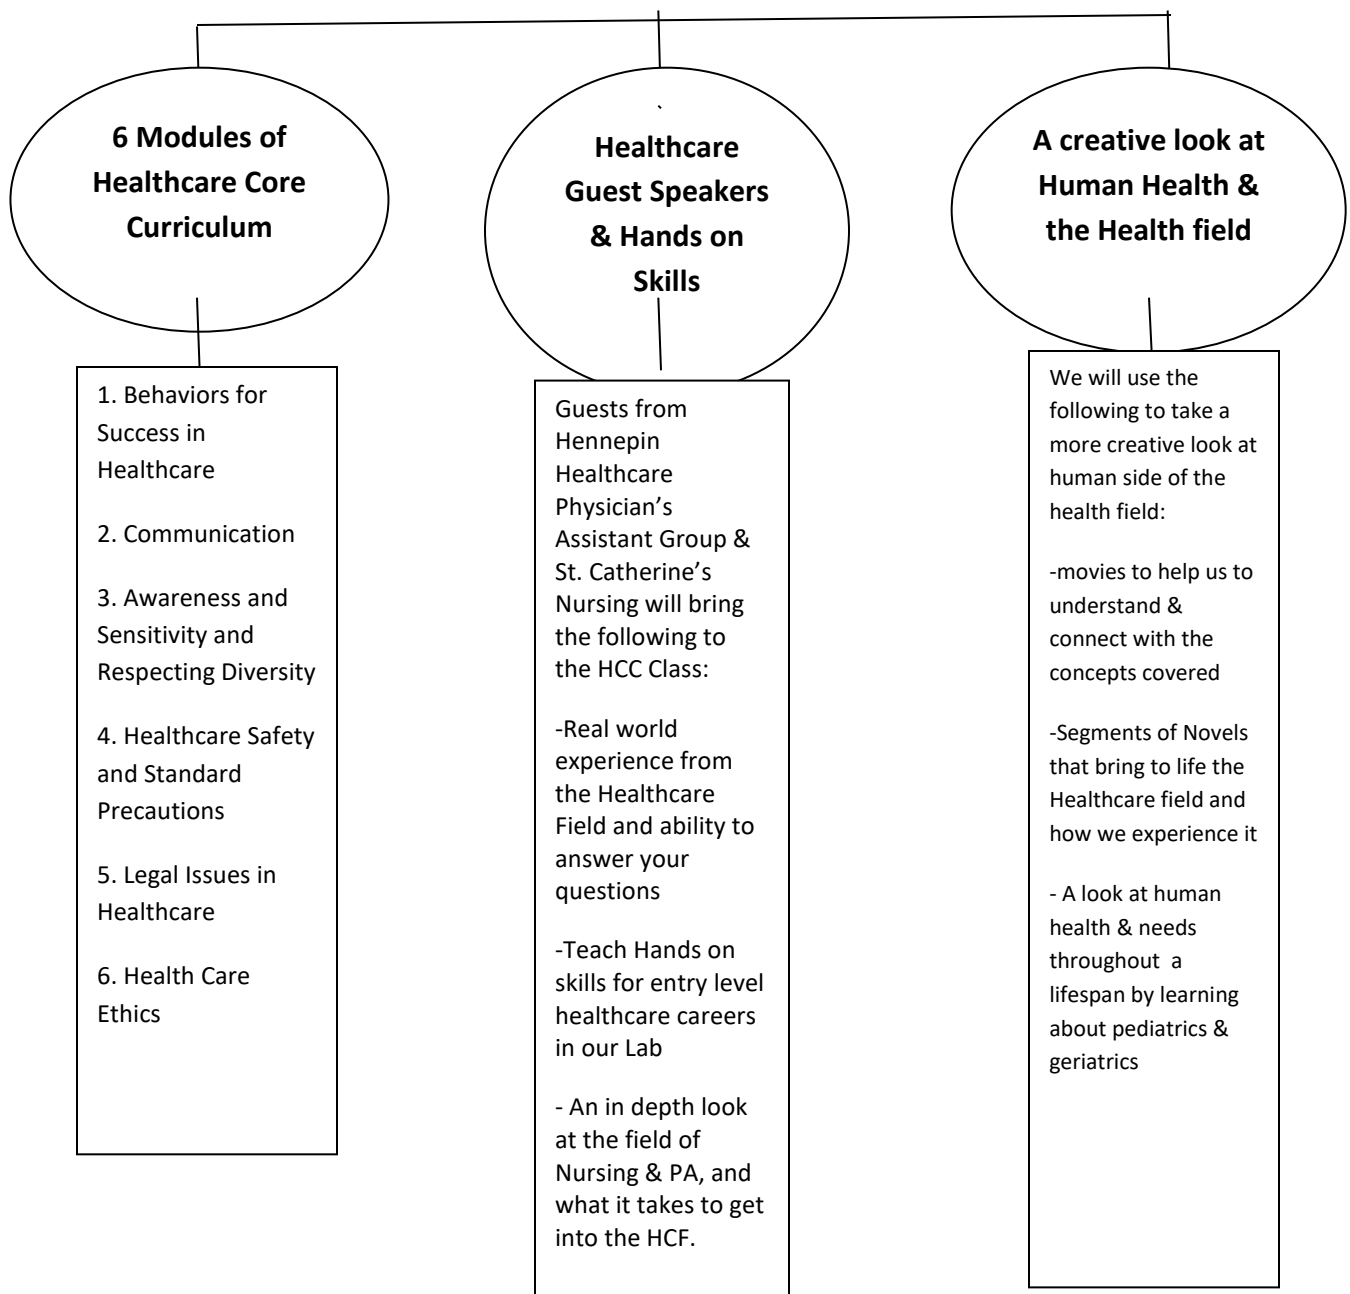 6 Modules of
Healthcare Core
Curriculum
1. Behaviors for
Success in
Healthcare
2. Communication
3. Awareness and
Sensitivity and
Respecting Diversity
4. Healthcare Safety
and Standard
Precautions
5. Legal Issues in
Healthcare
6. Health Care
Ethics
Healthcare
Guest Speakers
& Hands on
Skills
Guests from
Hennepin
Healthcare
Physician’s
Assistant Group &
St. Catherine’s
Nursing will bring
the following to
the HCC Class:
-Real world
experience from
the Healthcare
Field and ability to
answer your
questions
-Teach Hands on
skills for entry level
healthcare careers
in our Lab
- An in depth look
at the field of
Nursing & PA, and
what it takes to get
into the HCF.
A creative look at
Human Health &
the Health field
We will use the
following to take a
more creative look at
human side of the
health field:
-movies to help us to
understand &
connect with the
concepts covered
-Segments of Novels
that bring to life the
Healthcare field and
how we experience it
- A look at human
health & needs
throughout  a
lifespan by learning
about pediatrics &
geriatrics